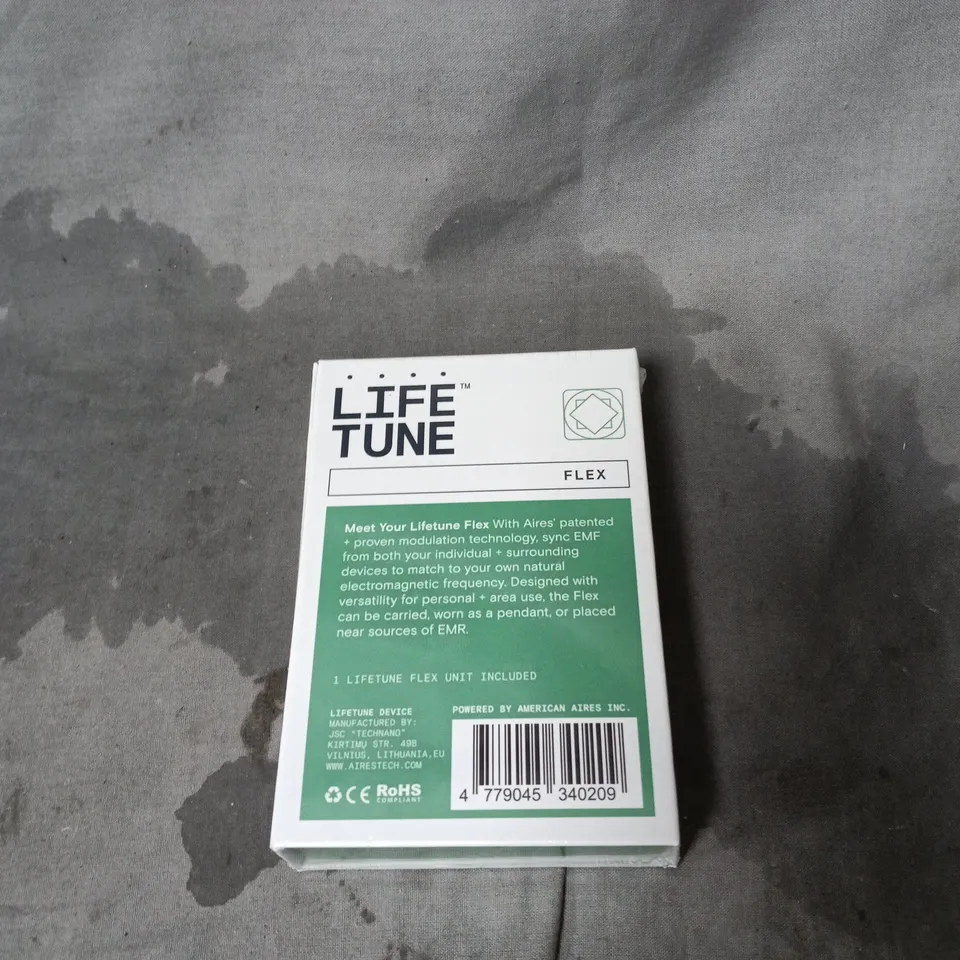 LIFE™
TUNE
FLEX
Meet Your Lifetune Flex With Aires' patented
+ proven modulation technology, sync EMF
from both your individual + surrounding
devices to match to your own natural
electromagnetic frequency. Designed with
versatility for personal + area use, the Flex
can be carried, worn as a pendant, or placed
near sources of EMR.
1 LIFETUNE FLEX UNIT INCLUDED
LIFETUNE DEVICE
MANUFACTURED BY:
JSC "TECHNANO"
KIRTIMŲ STR. 49B
VILNIUS, LITHUANIA,EU
WWW.AIRESTECH.COM
CE RoHS
COMPLIANT
POWERED BY AMERICAN AIRES INC.
4 779045 340209